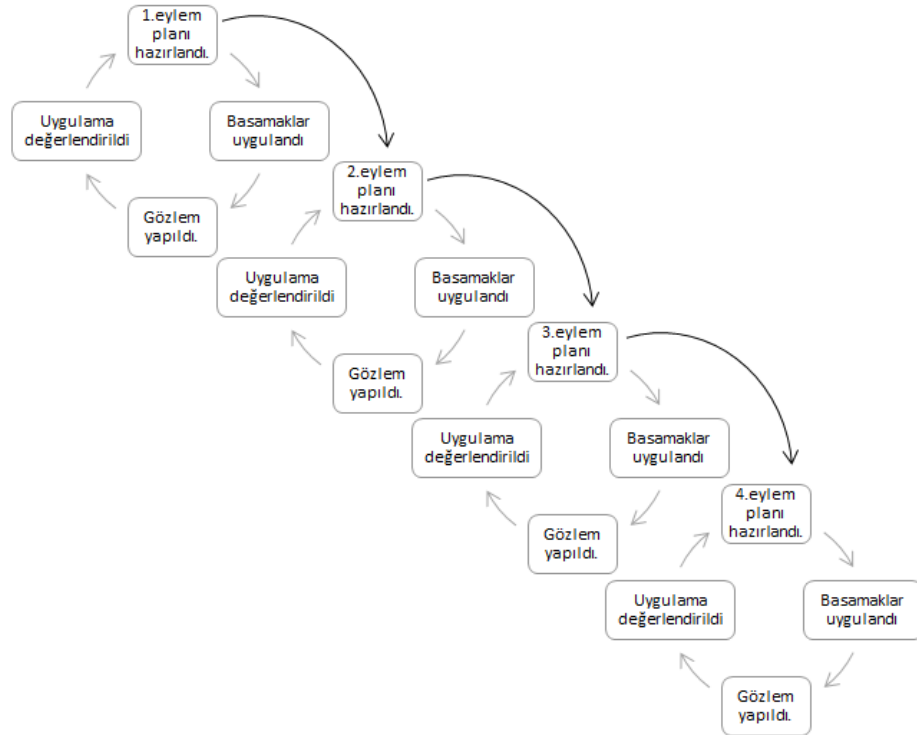 1.eylem
planı
hazırlandı.
Uygulama
değerlendirildi
Basamaklar
uygulandı
Gözlem
yapıldı.
2.eylem
planı
hazırlandı.
Uygulama
değerlendirildi
Basamaklar
uygulandı
Gözlem
yapıldı.
3.eylem
planı
hazırlandı.
Uygulama
değerlendirildi
Basamaklar
uygulandı
Gözlem
yapıldı.
4.eylem
planı
hazırlandı.
Uygulama
değerlendirildi
Basamaklar
uygulandı
Gözlem
yapıldı.